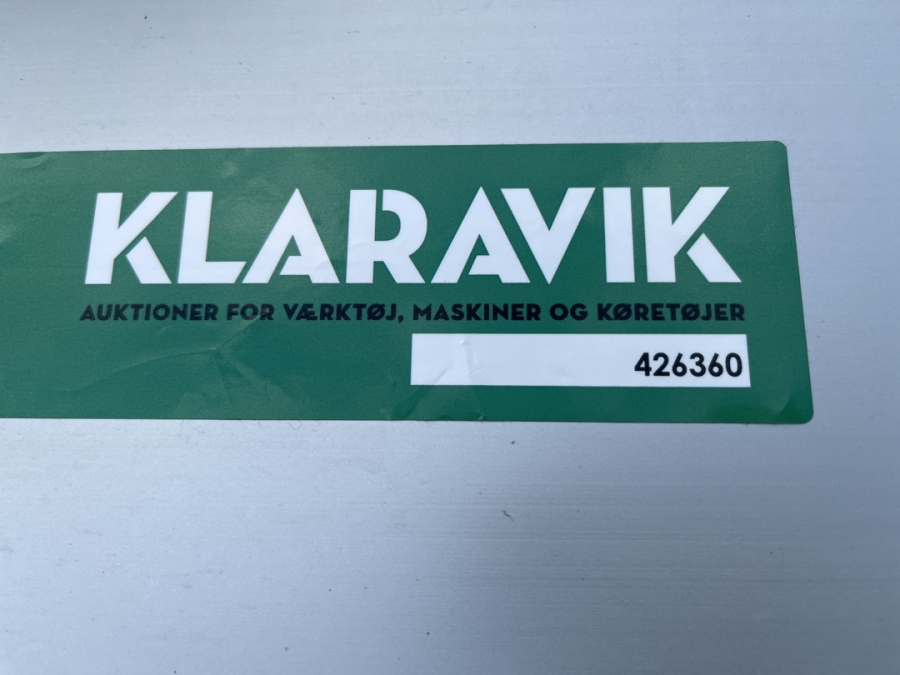 KLARAVIK
AUKTIONER FOR VÆRKTØJ, MASKINER OG KØRETØJER
426360